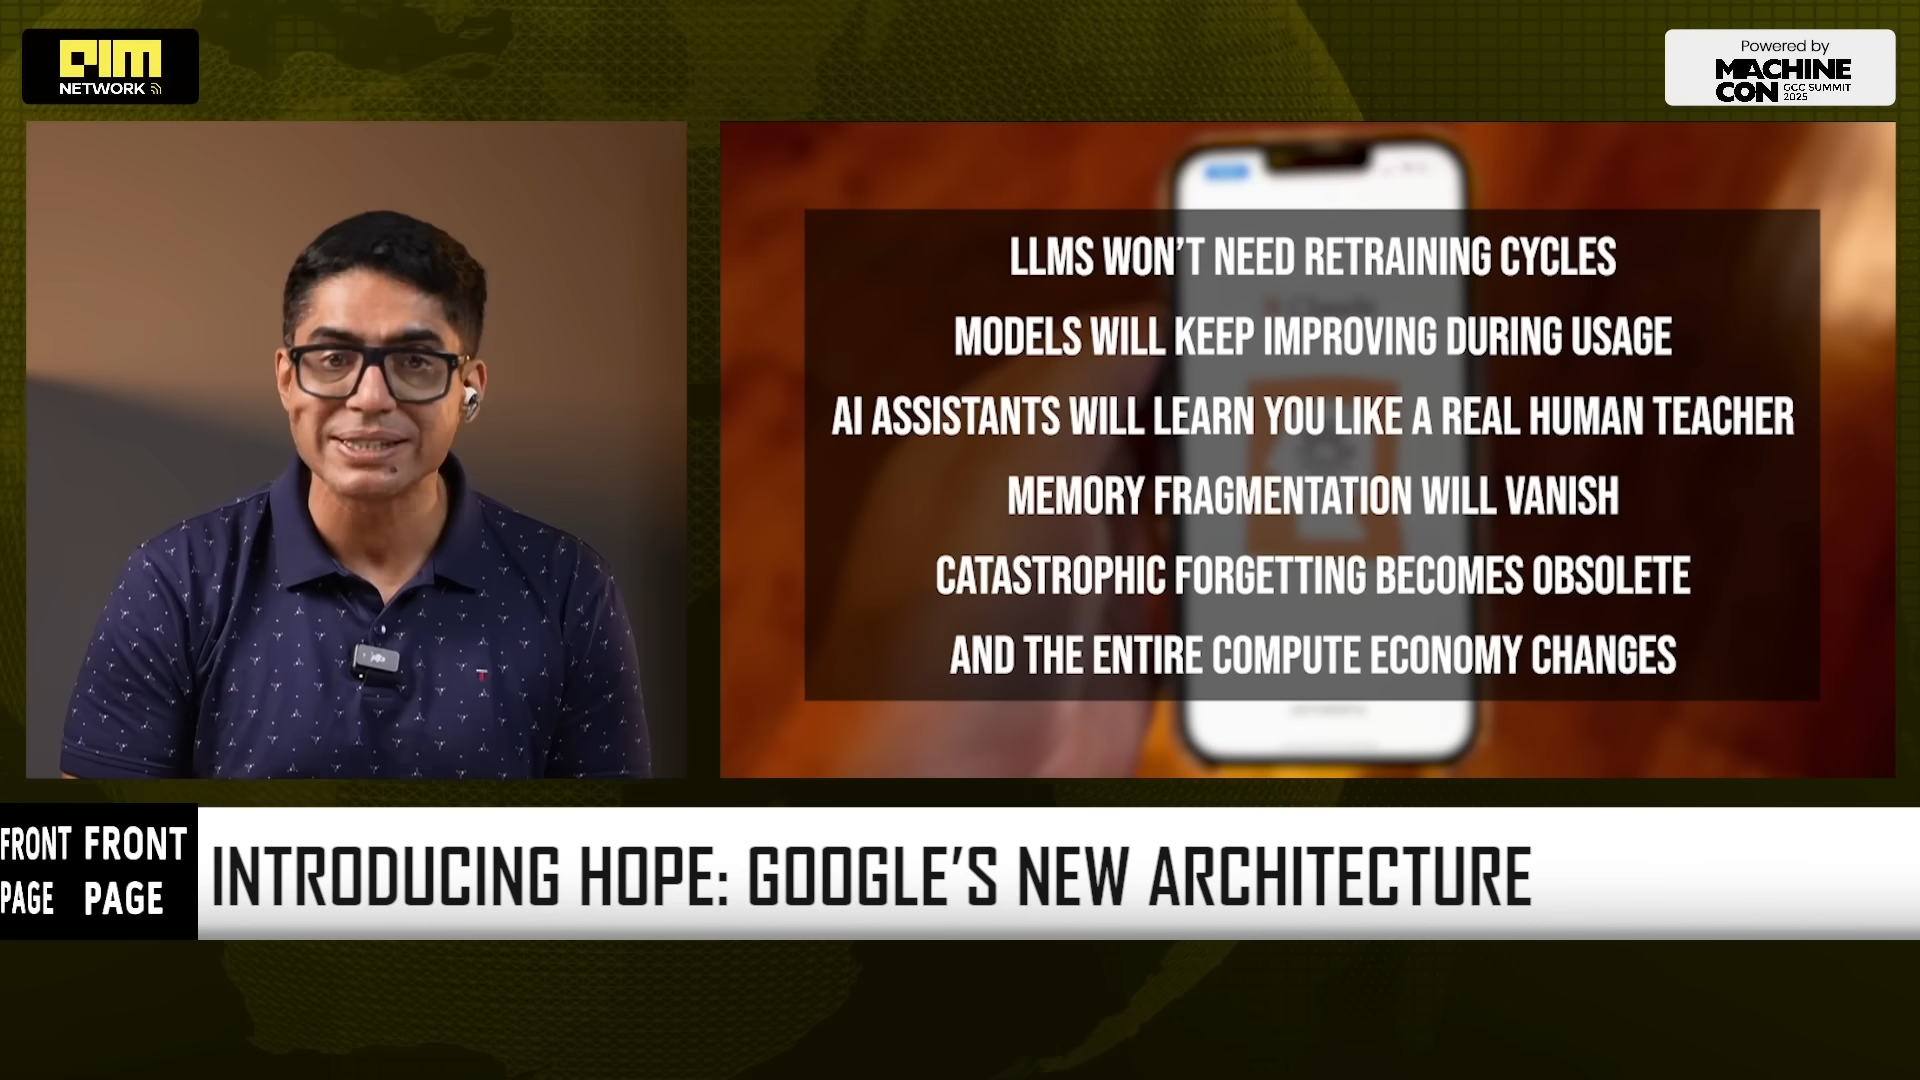 AIM
NETWORK
Powered by
MACHINE
CON GCC SUMMIT
2025
LLMS WON'T NEED RETRAINING CYCLES
MODELS WILL KEEP IMPROVING DURING USAGE
AI ASSISTANTS WILL LEARN YOU LIKE A REAL HUMAN TEACHER
MEMORY FRAGMENTATION WILL VANISH
CATASTROPHIC FORGETTING BECOMES OBSOLETE
AND THE ENTIRE COMPUTE ECONOMY CHANGES
FRONT FRONT
PAGE PAGE
INTRODUCING HOPE: GOOGLE'S NEW ARCHITECTURE